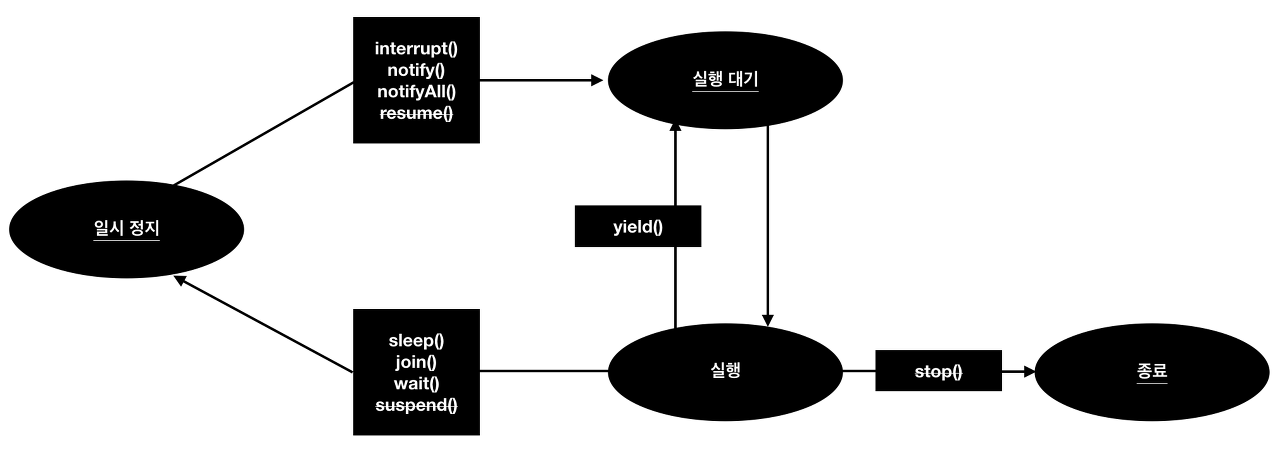 interrupt()
notify()
notifyAll()
resume()
실행 대기
일시 정지
yield()
sleep()
join()
wait()
suspend()
실행
stop()
종료